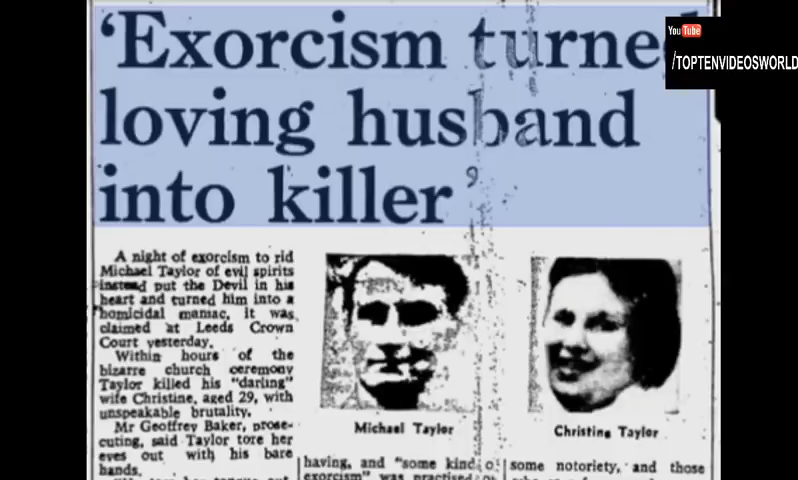 'Exorcism turned
loving husband
into killer'
You Tube
/TOPTENVIDEOSWORLD
A night of exorcism to rid
Michael Taylor of evil spirits
instead put the Devil in his
heart and turned him into a
homicidal maniac, it was
claimed at Leeds Crown
Court yesterday.
Within hours of the
bizarre church ceremony
Taylor killed his "darling"
wife Christine, aged 29, with
unspeakable brutality.
Mr Geoffrey Baker, prose-
cuting, said Taylor tore her
eyes out with his bare
hands.
Michael Taylor
Christine Taylor
having, and "some kind o
exorcism" was practised
some notoriety, and those